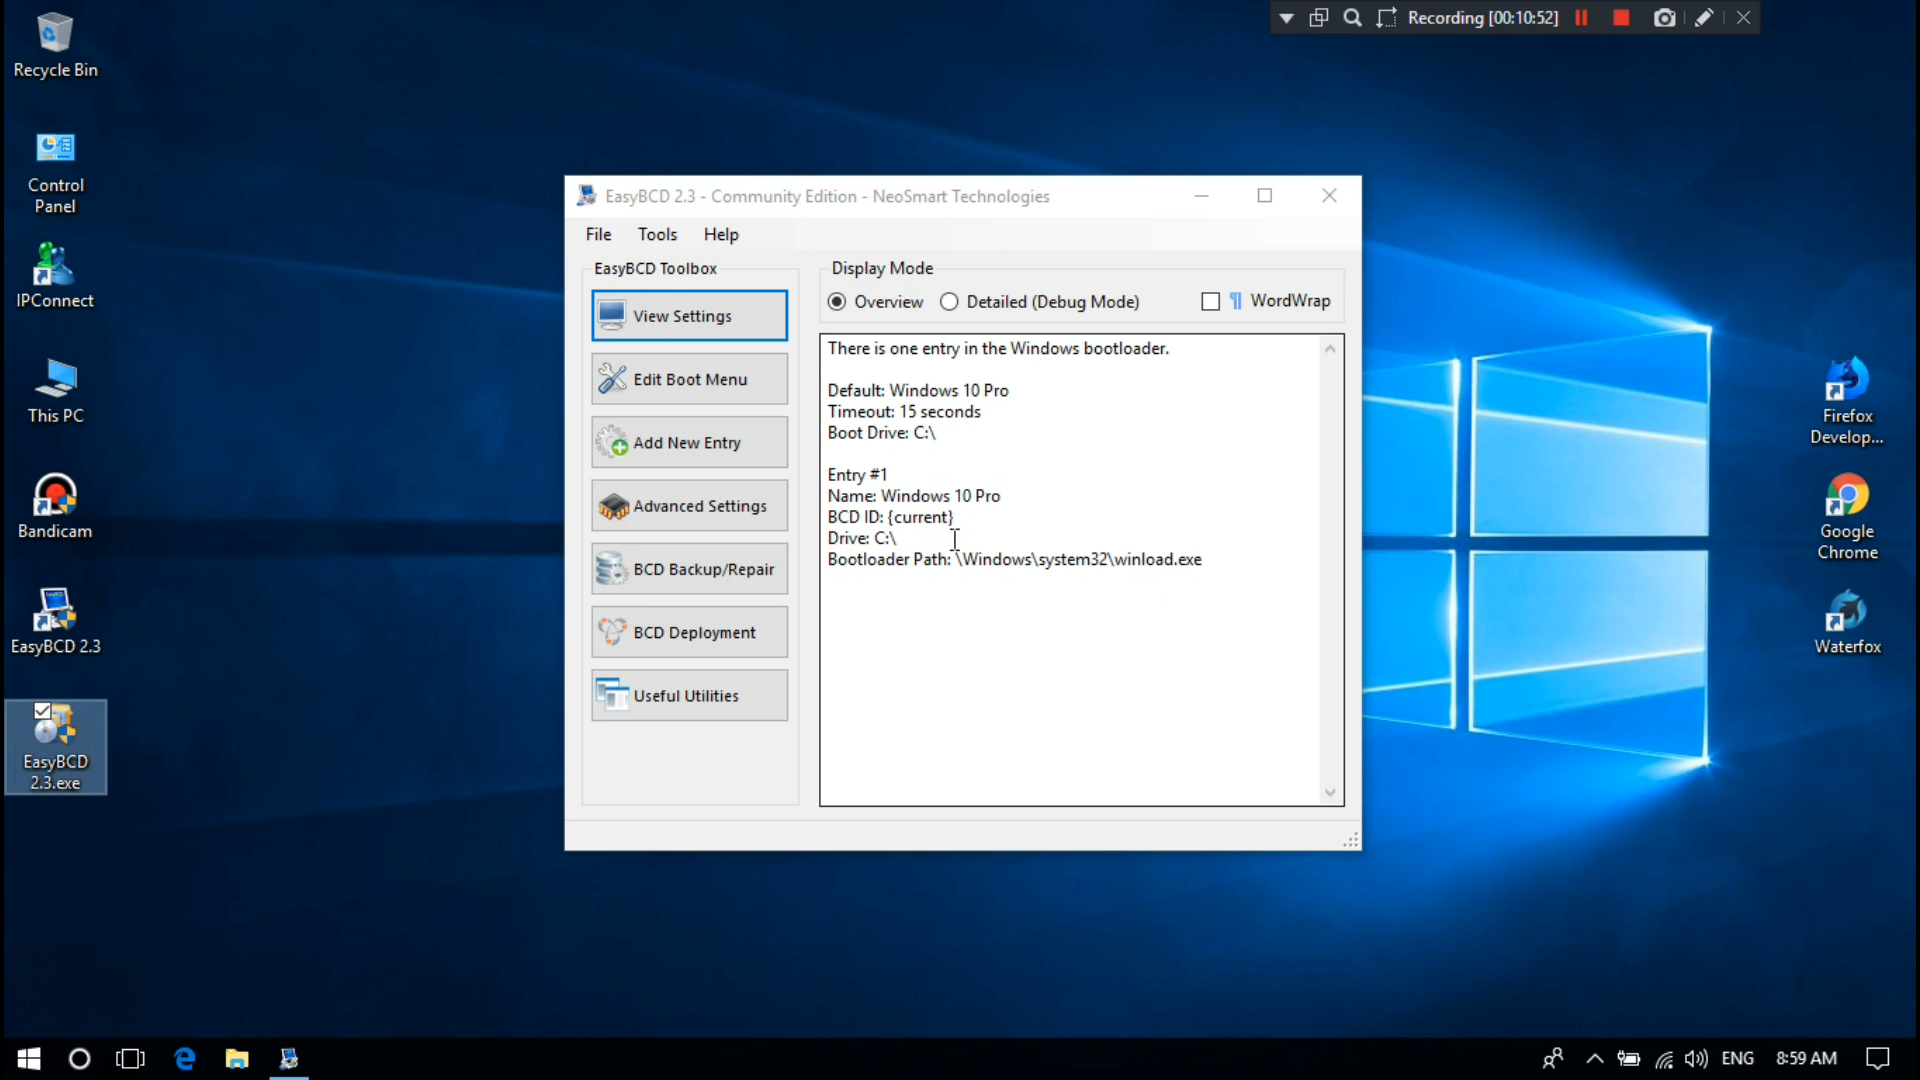 Recording [00:10:52]
Recycle Bin
Control
Panel
IPConnect
This PC
Bandicam
EasyBCD 2.3
EasyBCD
2.3.exe
EasyBCD 2.3 - Community Edition - NeoSmart Technologies
File Tools Help
EasyBCD Toolbox
View Settings
Edit Boot Menu
Add New Entry
Advanced Settings
BCD Backup/Repair
BCD Deployment
Useful Utilities
Display Mode
Overview Detailed (Debug Mode) WordWrap
There is one entry in the Windows bootloader.
Default: Windows 10 Pro
Timeout: 15 seconds
Boot Drive: C:\
Entry #1
Name: Windows 10 Pro
BCD ID: {current}
Drive: C:\
Bootloader Path: \Windows\system32\winload.exe
Firefox
Develop...
Google
Chrome
Waterfox
ENG 8:59 AM